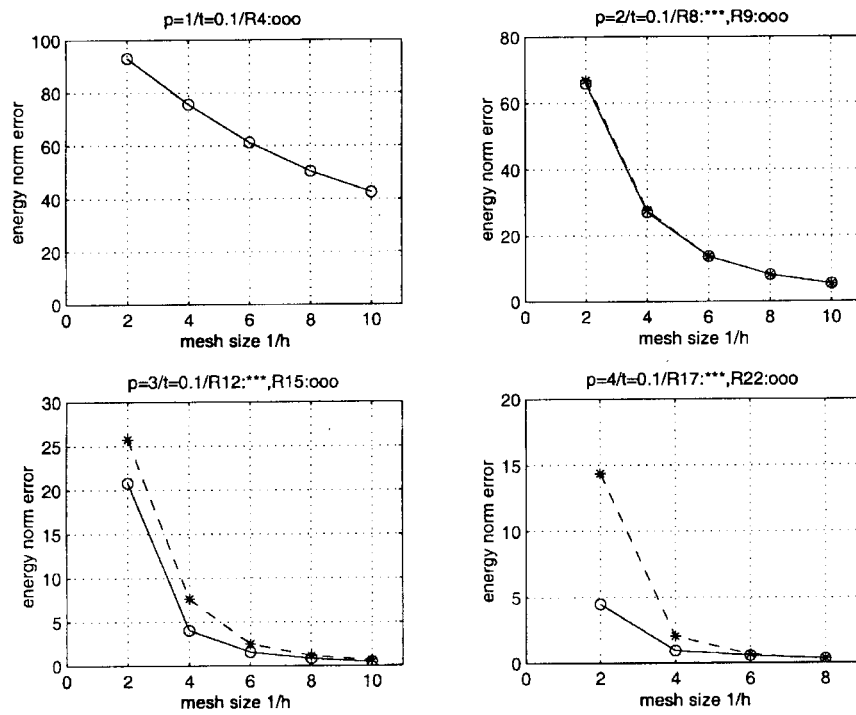 p=1/t=0.1/R4:ooo
100
80
60
40
20
0
energy norm error
0 2 4 6 8 10
mesh size 1/h
p=2/t=0.1/R8:***,R9:ooo
80
60
40
20
0
energy norm error
0 2 4 6 8 10
mesh size 1/h
p=3/t=0.1/R12:***,R15:ooo
30
25
20
15
10
5
0
energy norm error
0 2 4 6 8 10
mesh size 1/h
p=4/t=0.1/R17:***,R22:ooo
20
15
10
5
0
energy norm error
0 2 4 6 8
mesh size 1/h